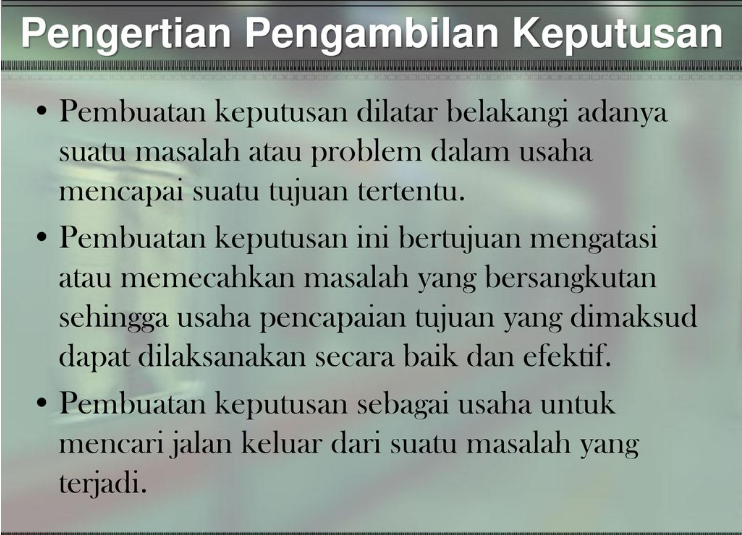 Pengertian Pengambilan Keputusan
• Pembuatan keputusan dilatar belakangi adanya
suatu masalah atau problem dalam usaha
mencapai suatu tujuan tertentu.
• Pembuatan keputusan ini bertujuan mengatasi
atau memecahkan masalah yang bersangkutan
sehingga usaha pencapaian tujuan yang dimaksud
dapat dilaksanakan secara baik dan efektif.
• Pembuatan keputusan sebagai usaha untuk
mencari jalan keluar dari suatu masalah yang
terjadi.